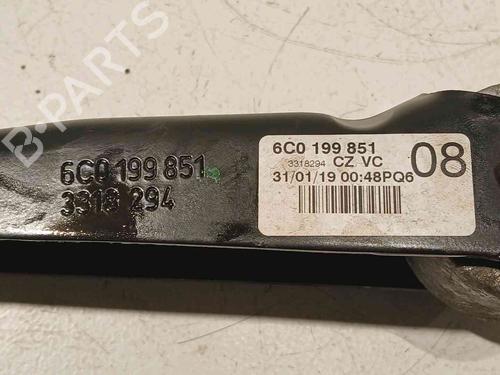 B-Parts
6C0 199 851
3318 294
6C0 199 851
3318294 CZ VC
08
31/01/19 00:48PQ6